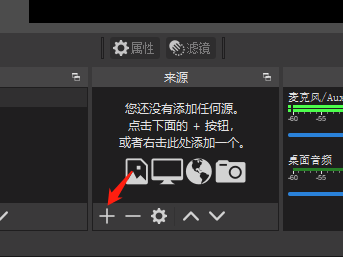 属性
滤镜
来源
您还没有添加任何源。
点击下面的 + 按钮，
或者右击此处添加一个。
麦克风/Aux
-60 -55
桌面音频
-60 -55